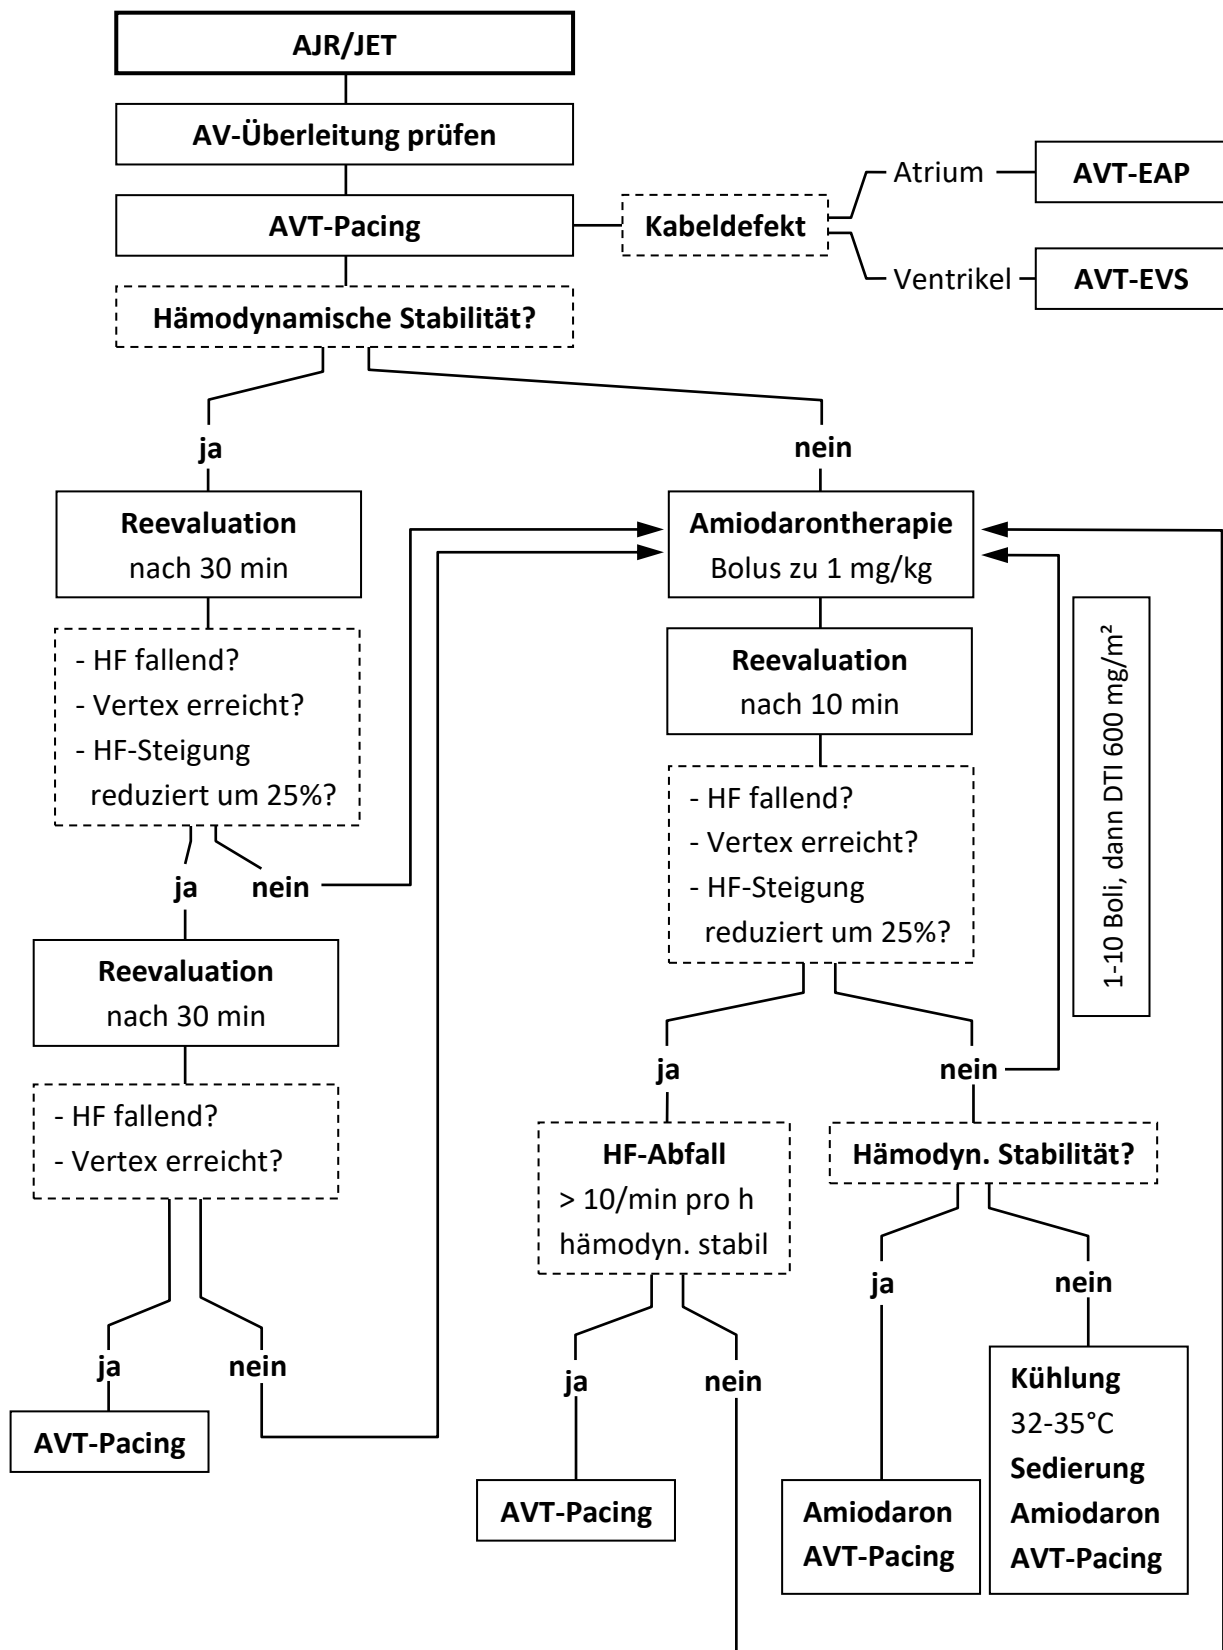 AJR/JET
AV-Überleitung prüfen
AVT-Pacing
Kabeldefekt
Atrium
AVT-EAP
Ventrikel
AVT-EVS
Hämodynamische Stabilität?
ja
nein
Reevaluation
nach 30 min
- HF fallend?
- Vertex erreicht?
- HF-Steigung
reduziert um 25%?
ja
nein
Reevaluation
nach 30 min
- HF fallend?
- Vertex erreicht?
ja
nein
AVT-Pacing
Amiodarontherapie
Bolus zu 1 mg/kg
Reevaluation
nach 10 min
- HF fallend?
- Vertex erreicht?
- HF-Steigung
reduziert um 25%?
1-10 Boli, dann DTI 600 mg/m²
ja
nein
HF-Abfall
> 10/min pro h
hämodyn. stabil
ja
nein
AVT-Pacing
Hämodyn. Stabilität?
ja
nein
Amiodaron
AVT-Pacing
Kühlung
32-35°C
Sedierung
Amiodaron
AVT-Pacing